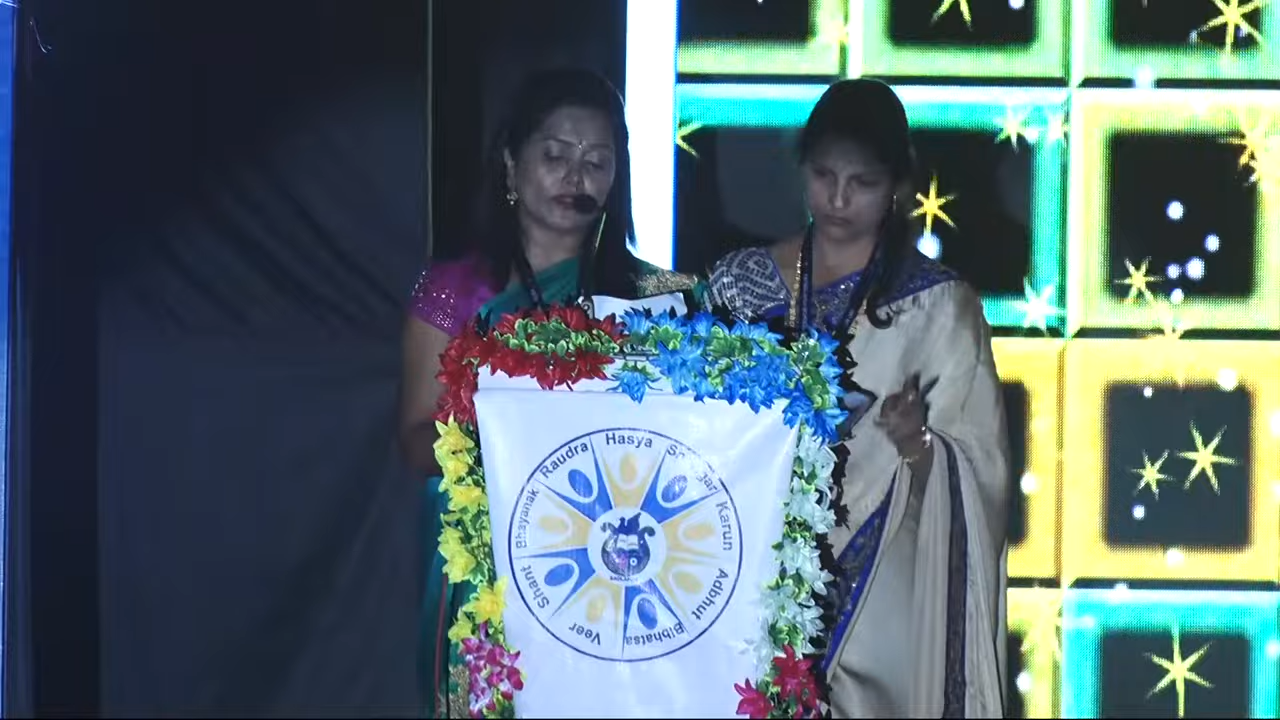 Hasya
Karun
Adbhut
Bibhatsa
Veer
Shant
Bhayanak
Raudra